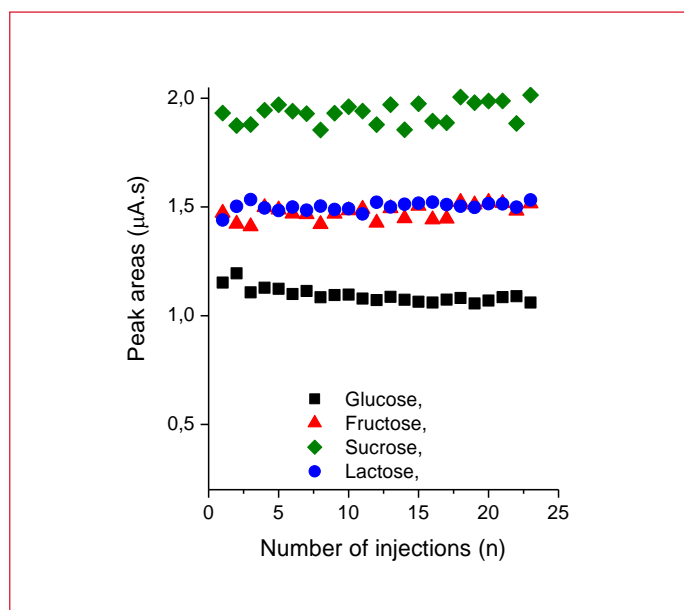 2,0
1,5
1,0
0,5
Peak areas (μA.s)
Glucose,
Fructose,
Sucrose,
Lactose,
0 5 10 15 20 25
Number of injections (n)